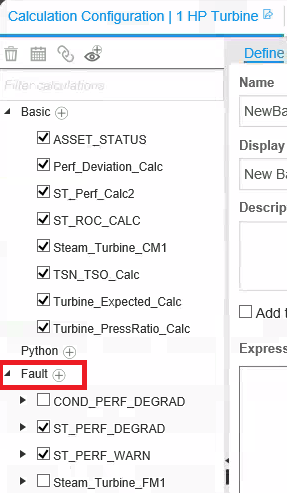 Calculation Configuration | 1 HP Turbine
Define
Filter calculations
Name
Basic
NewBa
ASSET_STATUS
Perf_Deviation_Calc
Display
ST_Perf_Calc2
New Ba
ST_ROC_CALC
Descrip
Steam_Turbine_CM1
TSN_TSO_Calc
Turbine_Expected_Calc
Add t
Turbine_PressRatio_Calc
Python
Express
Fault
COND_PERF_DEGRAD
ST_PERF_DEGRAD
ST_PERF_WARN
Steam_Turbine_FM1